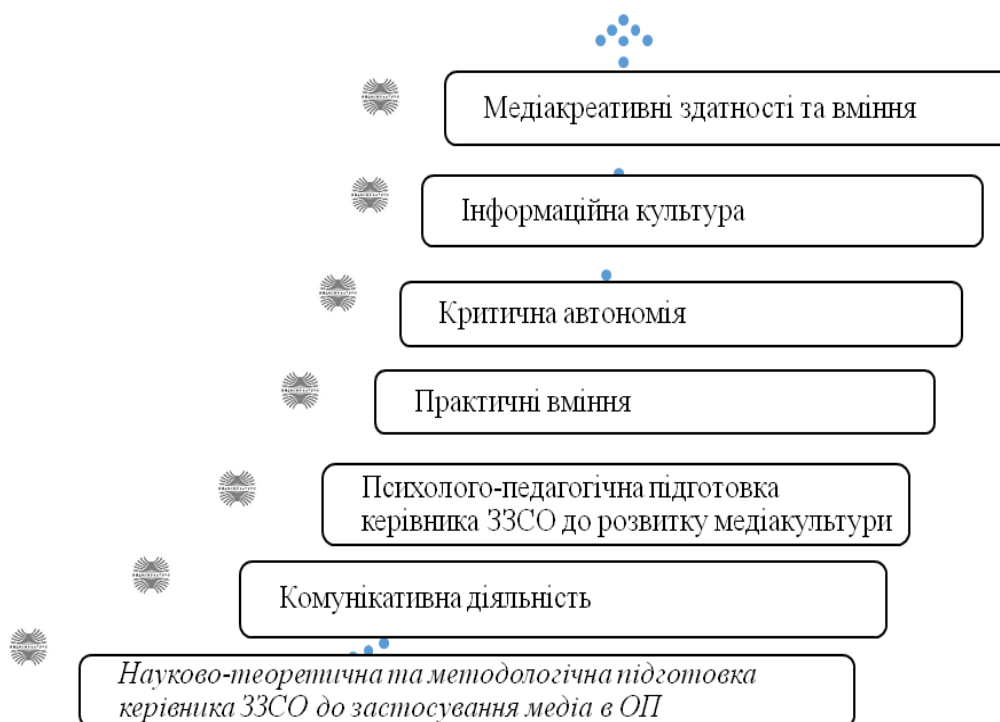 Медіакреативні здатності та вміння
Інформаційна культура
Критична автономія
Практичні вміння
Психолого-педагогічна підготовка
керівника ЗЗСО до розвитку медіакультури
Комунікативна діяльність
Науково-теоретична та методологічна підготовка
керівника ЗЗСО до застосування медіа в ОП